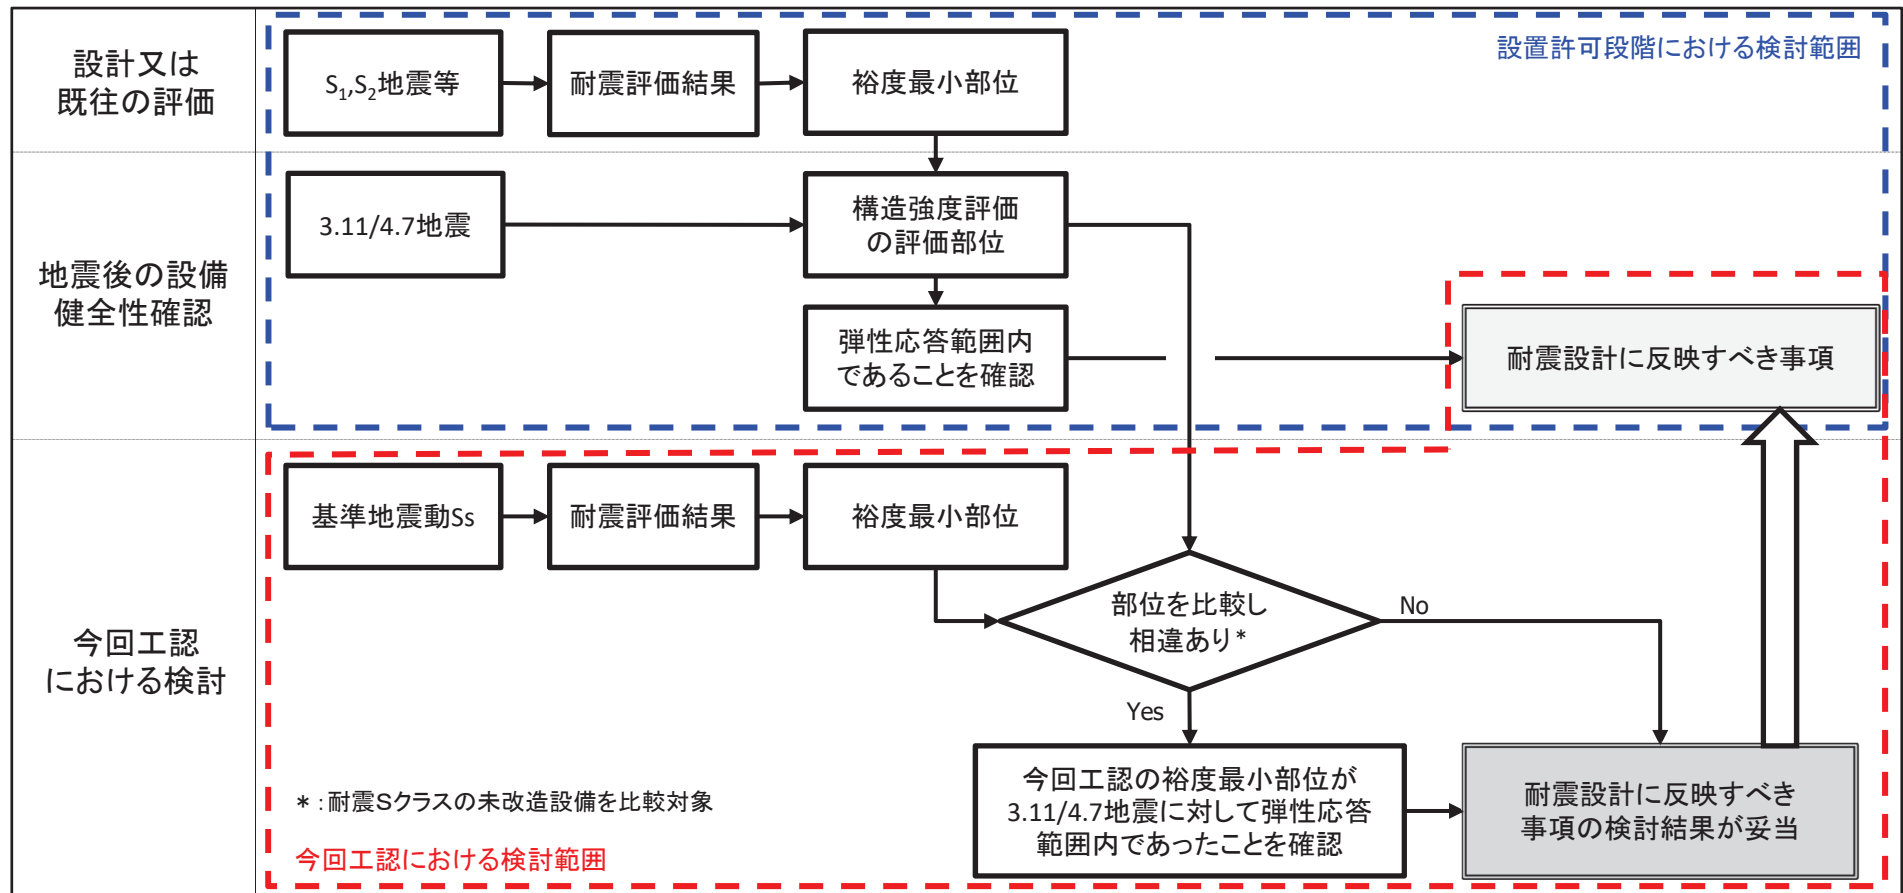 設計又は
既往の評価
S1,S2地震等
耐震評価結果
裕度最小部位
設置許可段階における検討範囲
地震後の設備
健全性確認
3.11/4.7地震
構造強度評価
の評価部位
弾性応答範囲内
であることを確認
耐震設計に反映すべき事項
今回工認
における検討
基準地震動Ss
耐震評価結果
裕度最小部位
部位を比較し
相違あり*
No
Yes
今回工認の裕度最小部位が
3.11/4.7地震に対して弾性応答
範囲内であったことを確認
耐震設計に反映すべき
事項の検討結果が妥当
*:耐震Sクラスの未改造設備を比較対象
今回工認における検討範囲